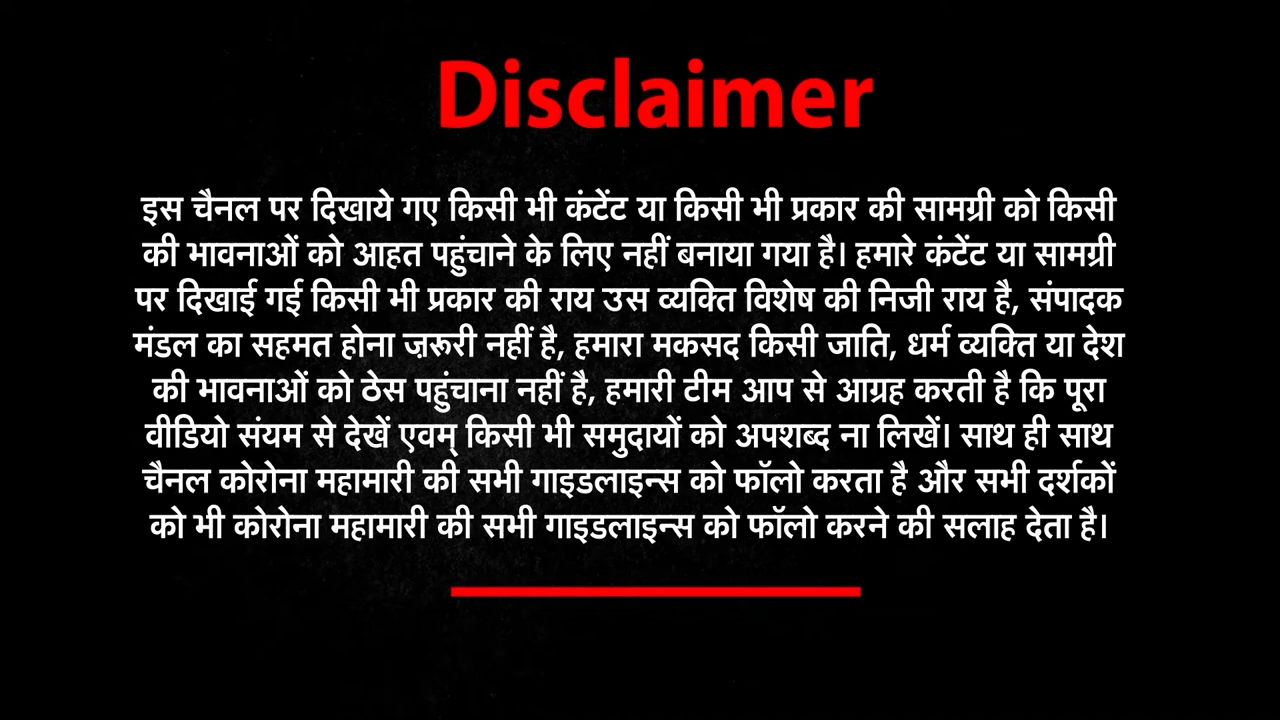 Disclaimer
इस चैनल पर दिखाये गए किसी भी कंटेंट या किसी भी प्रकार की सामग्री को किसी
की भावनाओं को आहत पहुंचाने के लिए नहीं बनाया गया है। हमारे कंटेंट या सामग्री
पर दिखाई गई किसी भी प्रकार की राय उस व्यक्ति विशेष की निजी राय है, संपादक
मंडल का सहमत होना ज़रूरी नहीं है, हमारा मकसद किसी जाति, धर्म व्यक्ति या देश
की भावनाओं को ठेस पहुंचाना नहीं है, हमारी टीम आप से आग्रह करती है कि पूरा
वीडियो संयम से देखें एवम् किसी भी समुदायों को अपशब्द ना लिखें। साथ ही साथ
चैनल कोरोना महामारी की सभी गाइडलाइन्स को फॉलो करता है और सभी दर्शकों
को भी कोरोना महामारी की सभी गाइडलाइन्स को फॉलो करने की सलाह देता है।